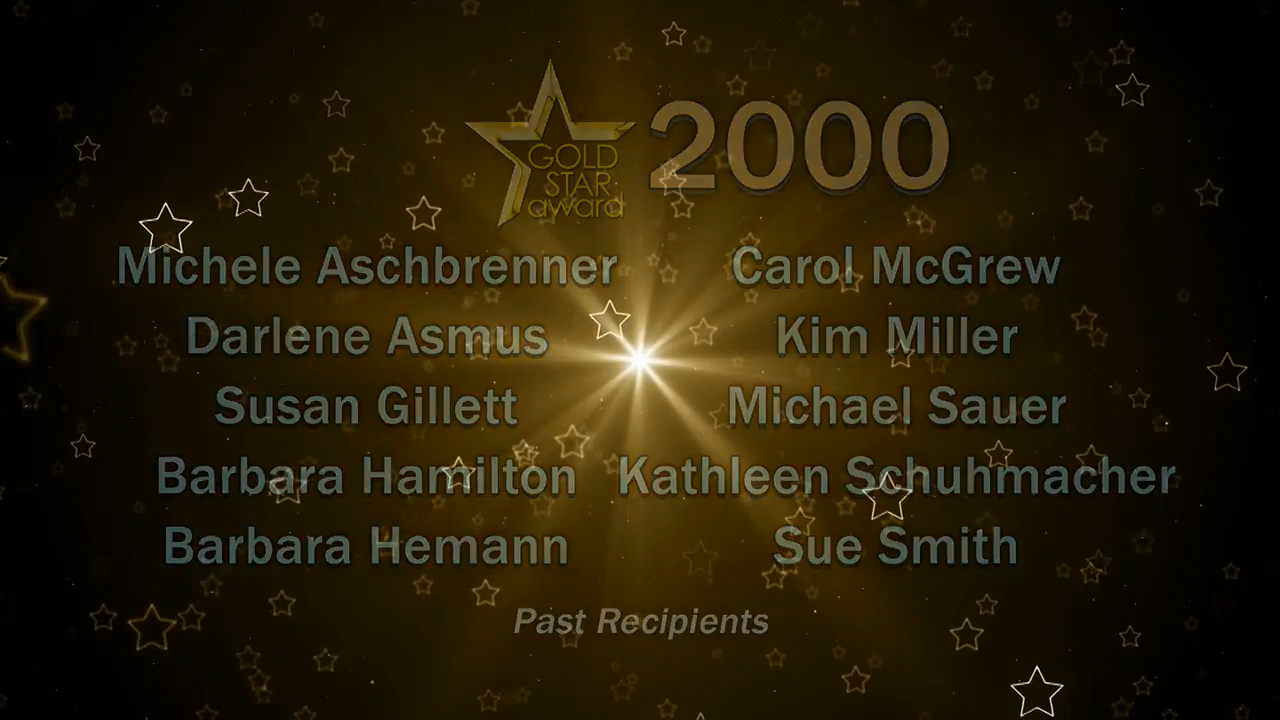 GOLD
STAR
award
2000
Michele Aschbrenner
Darlene Asmus
Susan Gillett
Barbara Hamilton
Barbara Hemann
Carol McGrew
Kim Miller
Michael Sauer
Kathleen Schuhmacher
Sue Smith
Past Recipients